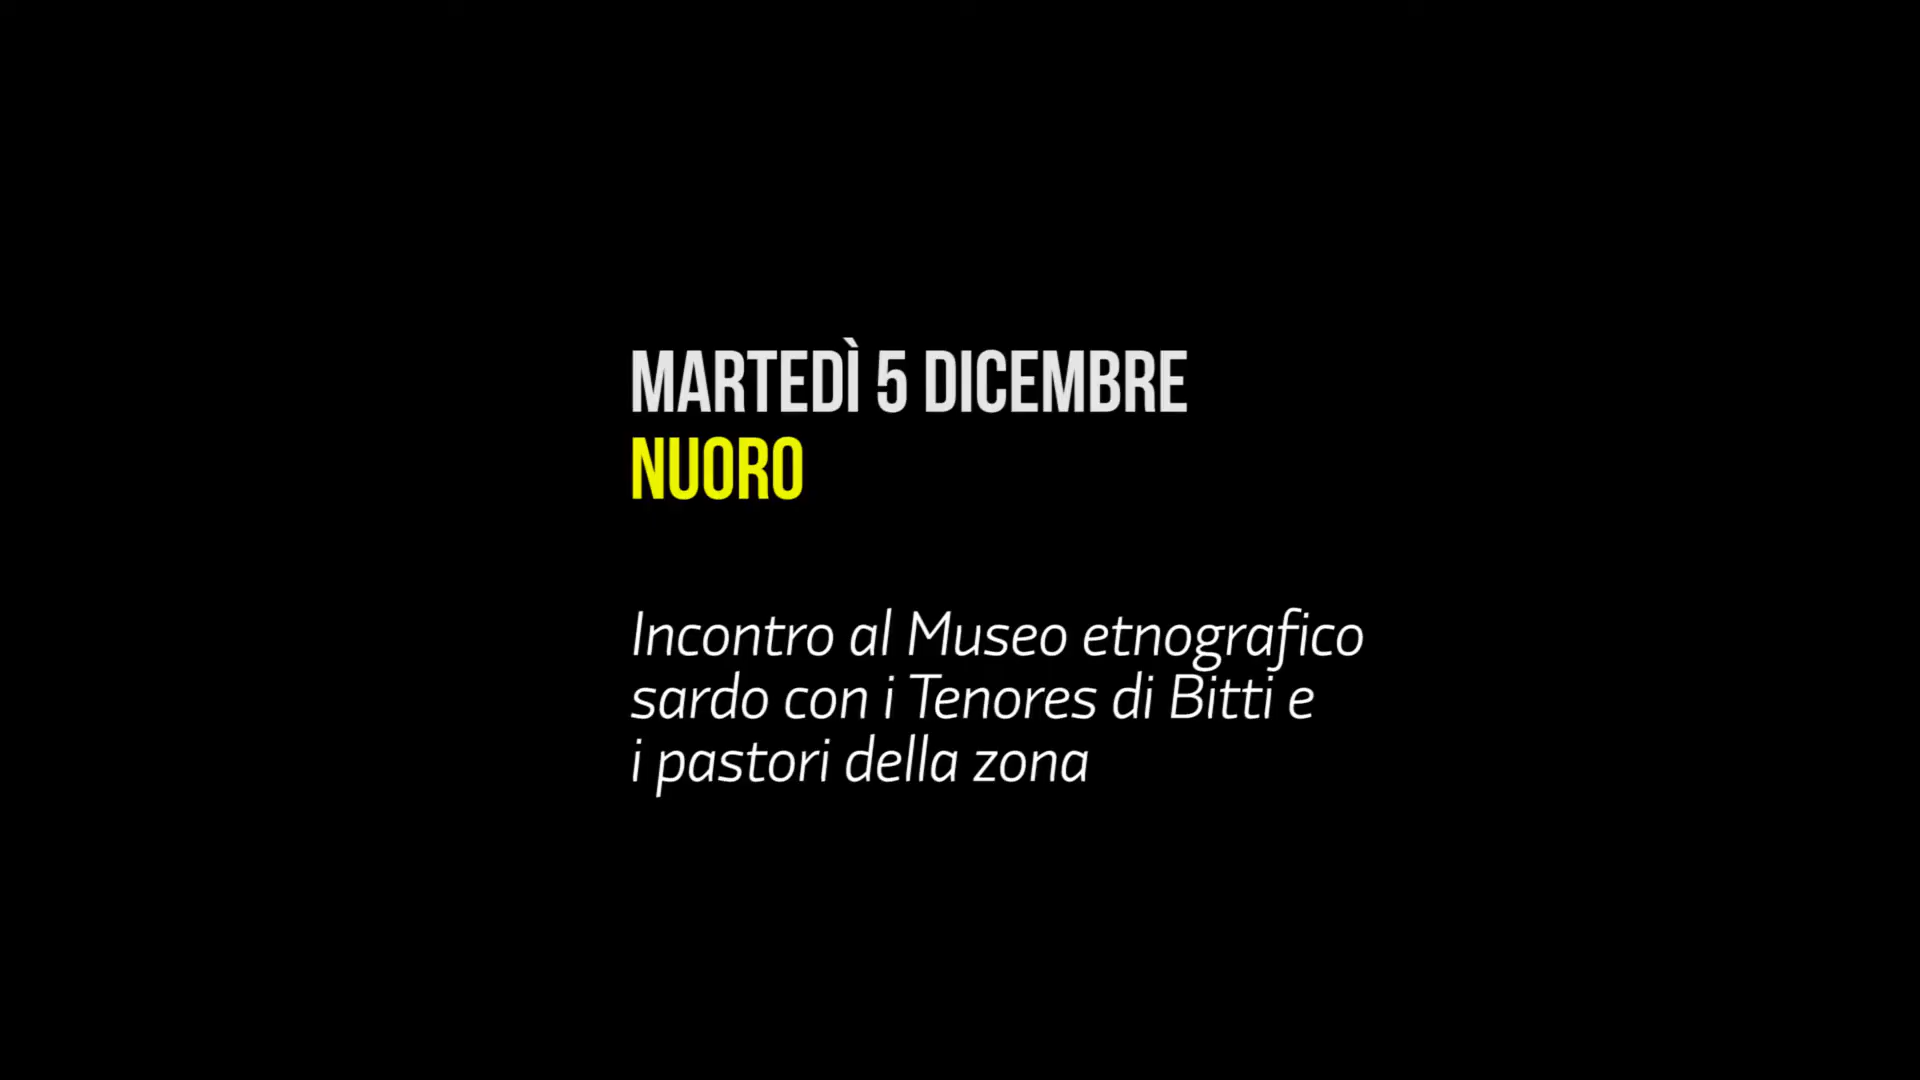 MARTEDÌ 5 DICEMBRE
NUORO
Incontro al Museo etnografico
sardo con i Tenores di Bitti e
i pastori della zona